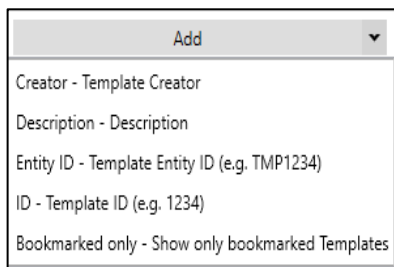 Add
Creator - Template Creator
Description - Description
Entity ID - Template Entity ID (e.g. TMP1234)
ID - Template ID (e.g. 1234)
Bookmarked only - Show only bookmarked Templates